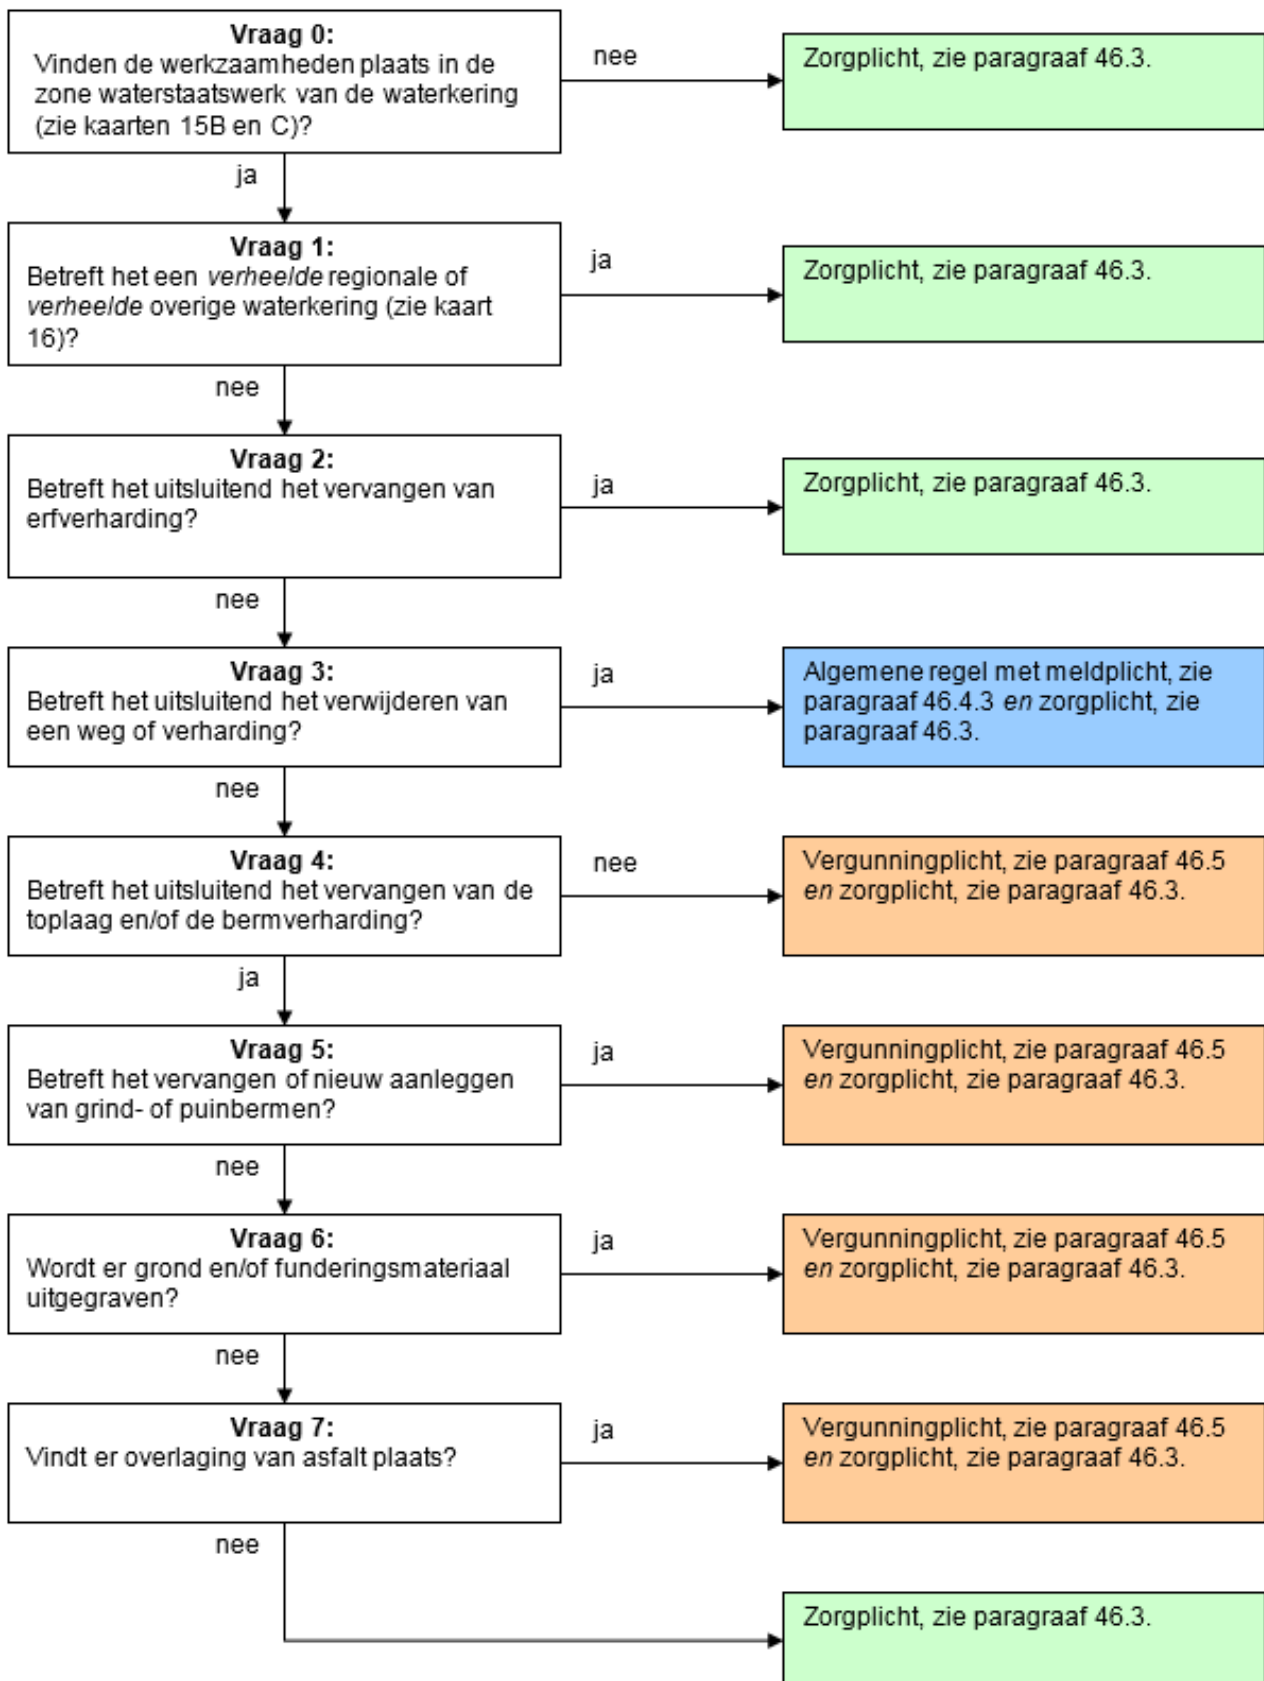 Vraag 0:
Vinden de werkzaamheden plaats in de
zone waterstaatswerk van de waterkering
(zie kaarten 15B en C)?
nee
Zorgplicht, zie paragraaf 46.3.
ja
Vraag 1:
Betreft het een verheelde regionale of
verheelde overige waterkering (zie kaart
16)?
ja
Zorgplicht, zie paragraaf 46.3.
nee
Vraag 2:
Betreft het uitsluitend het vervangen van
erfverharding?
ja
Zorgplicht, zie paragraaf 46.3.
nee
Vraag 3:
Betreft het uitsluitend het verwijderen van
een weg of verharding?
ja
Algemene regel met meldplicht, zie
paragraaf 46.4.3 en zorgplicht, zie
paragraaf 46.3.
nee
Vraag 4:
Betreft het uitsluitend het vervangen van de
toplaag en/of de bermverharding?
nee
Vergunningplicht, zie paragraaf 46.5
en zorgplicht, zie paragraaf 46.3.
ja
Vraag 5:
Betreft het vervangen of nieuw aanleggen
van grind- of puinbermen?
ja
Vergunningplicht, zie paragraaf 46.5
en zorgplicht, zie paragraaf 46.3.
nee
Vraag 6:
Wordt er grond en/of funderingsmateriaal
uitgegraven?
ja
Vergunningplicht, zie paragraaf 46.5
en zorgplicht, zie paragraaf 46.3.
nee
Vraag 7:
Vindt er overlaging van asfalt plaats?
ja
Vergunningplicht, zie paragraaf 46.5
en zorgplicht, zie paragraaf 46.3.
nee
Zorgplicht, zie paragraaf 46.3.